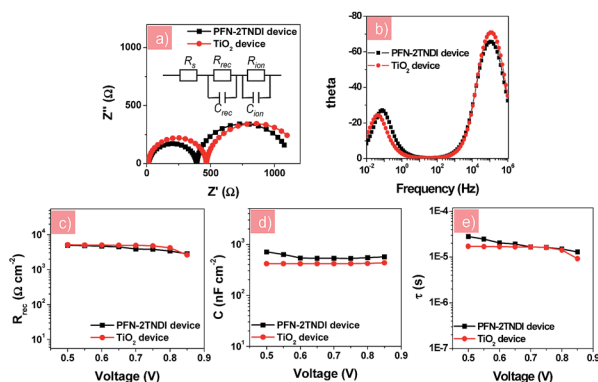 a)
PFN-2TNDI device
TiO₂ device
Rs Rrec Rion
Crec Cion
1000
750
500
250
0
Z'' (Ω)
0 500 1000
Z' (Ω)
b)
PFN-2TNDI device
TiO₂ device
-80
-60
-40
-20
0
-theta
10⁻² 10⁰ 10² 10⁴ 10⁶
Frequency (Hz)
c)
10⁴
10³
10²
10¹
Rrec (Ω cm⁻²)
PFN-2TNDI device
TiO₂ device
0.5 0.6 0.7 0.8 0.9
Voltage (V)
d)
10³
10²
10¹
10⁰
C (nF cm⁻²)
PFN-2TNDI device
TiO₂ device
0.5 0.6 0.7 0.8 0.9
Voltage (V)
e)
1E-4
1E-5
1E-6
1E-7
τ (s)
PFN-2TNDI device
TiO₂ device
0.5 0.6 0.7 0.8 0.9
Voltage (V)